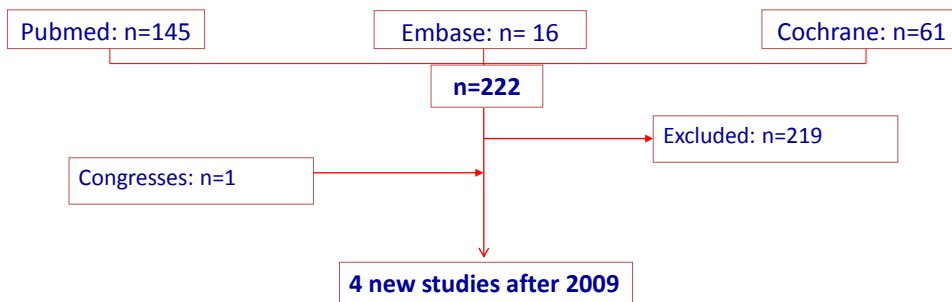 Pubmed: n=145
Embase: n= 16
Cochrane: n=61
n=222
Excluded: n=219
Congresses: n=1
4 new studies after 2009